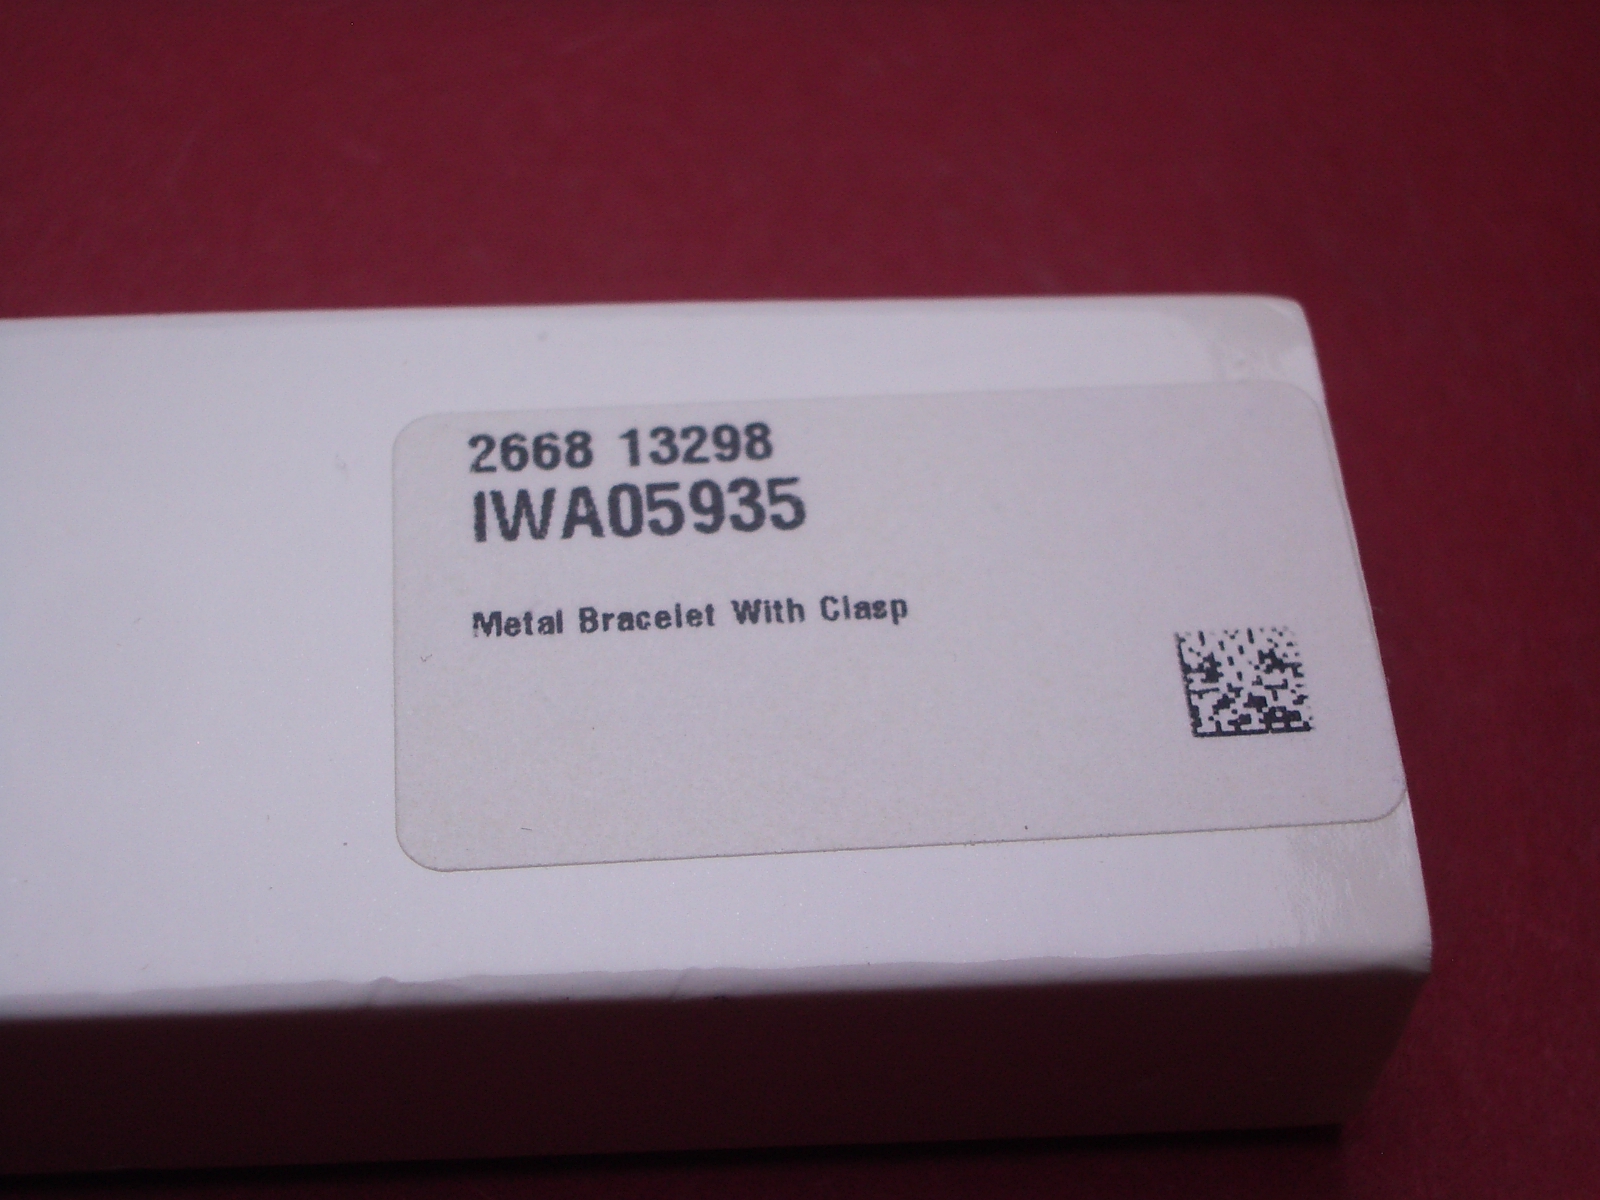 2668 13298
IWA05935
Metal Bracelet With Clasp